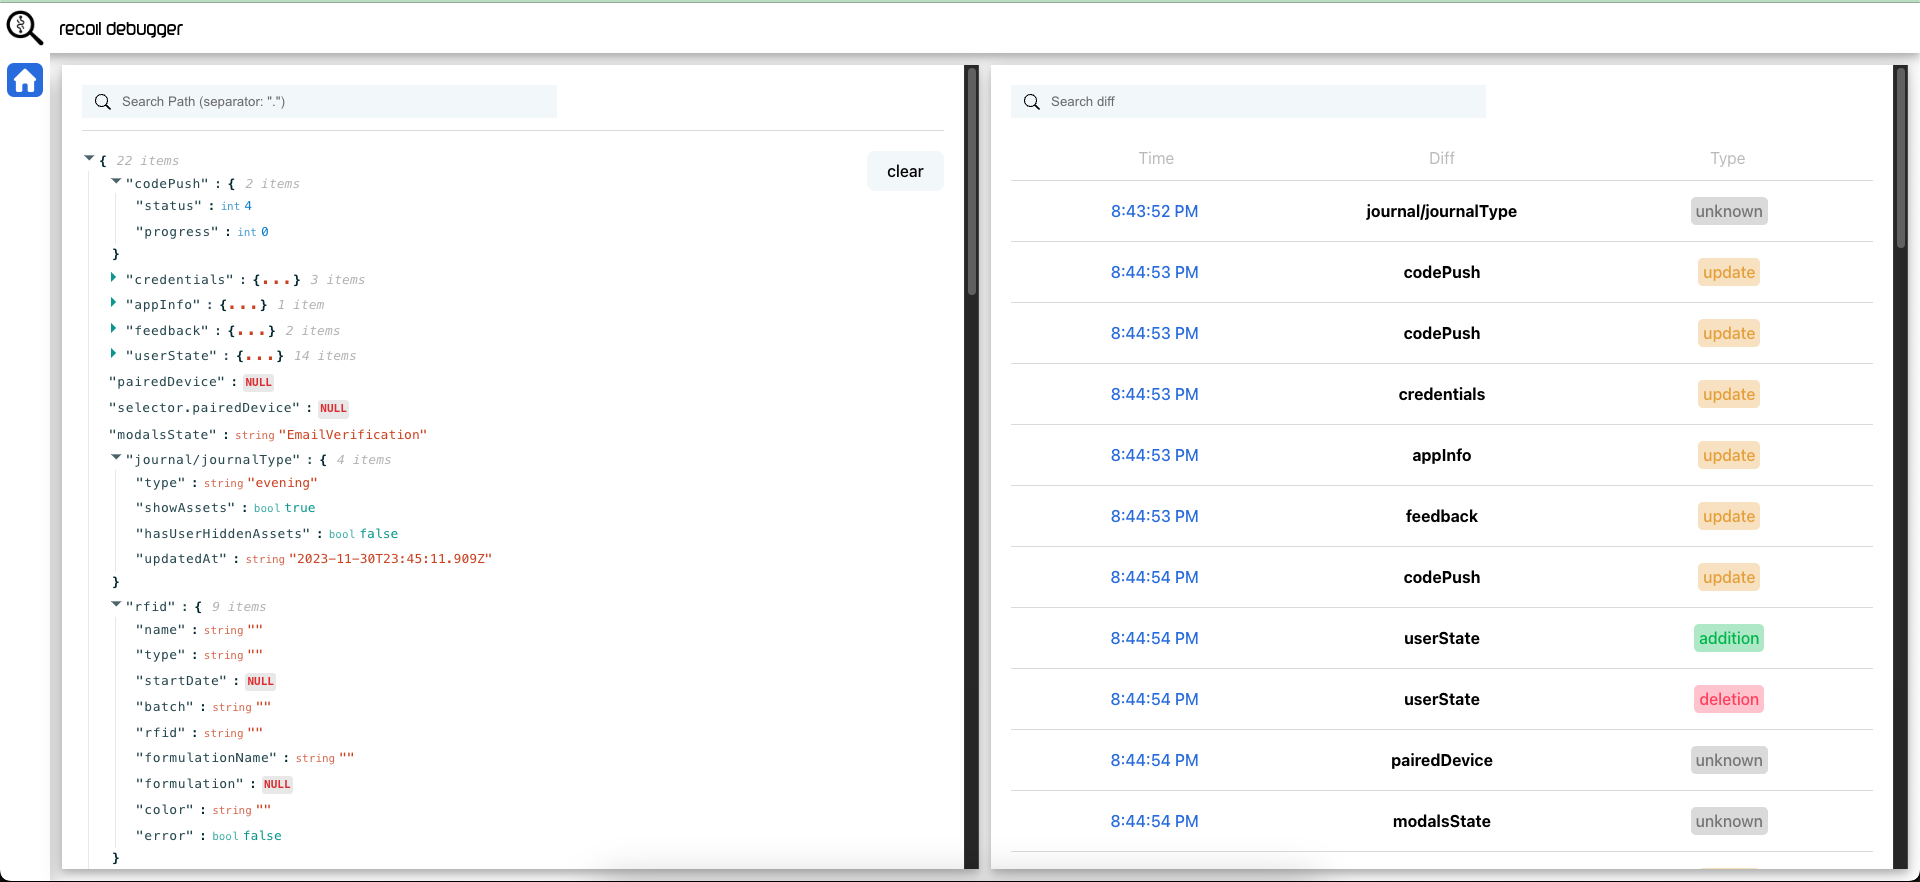 recoil debugger
Search Path (separator: ".")
{ 22 items
clear
"codePush" : { 2 items
"status" : int 4
"progress" : int 0
}
"credentials" : {...} 3 items
"appInfo" : {...} 1 item
"feedback" : {...} 2 items
"userState" : {...} 14 items
"pairedDevice" : NULL
"selector.pairedDevice" : NULL
"modalsState" : string "EmailVerification"
"journal/journalType" : { 4 items
"type" : string "evening"
"showAssets" : bool true
"hasUserHiddenAssets" : bool false
"updatedAt" : string "2023-11-30T23:45:11.909Z"
}
"rfid" : { 9 items
"name" : string ""
"type" : string ""
"startDate" : NULL
"batch" : string ""
"rfid" : string ""
"formulationName" : string ""
"formulation" : NULL
"color" : string ""
"error" : bool false
}
Search diff
Time Diff Type
8:43:52 PM journal/journalType unknown
8:44:53 PM codePush update
8:44:53 PM codePush update
8:44:53 PM credentials update
8:44:53 PM appInfo update
8:44:53 PM feedback update
8:44:54 PM codePush update
8:44:54 PM userState addition
8:44:54 PM userState deletion
8:44:54 PM pairedDevice unknown
8:44:54 PM modalsState unknown